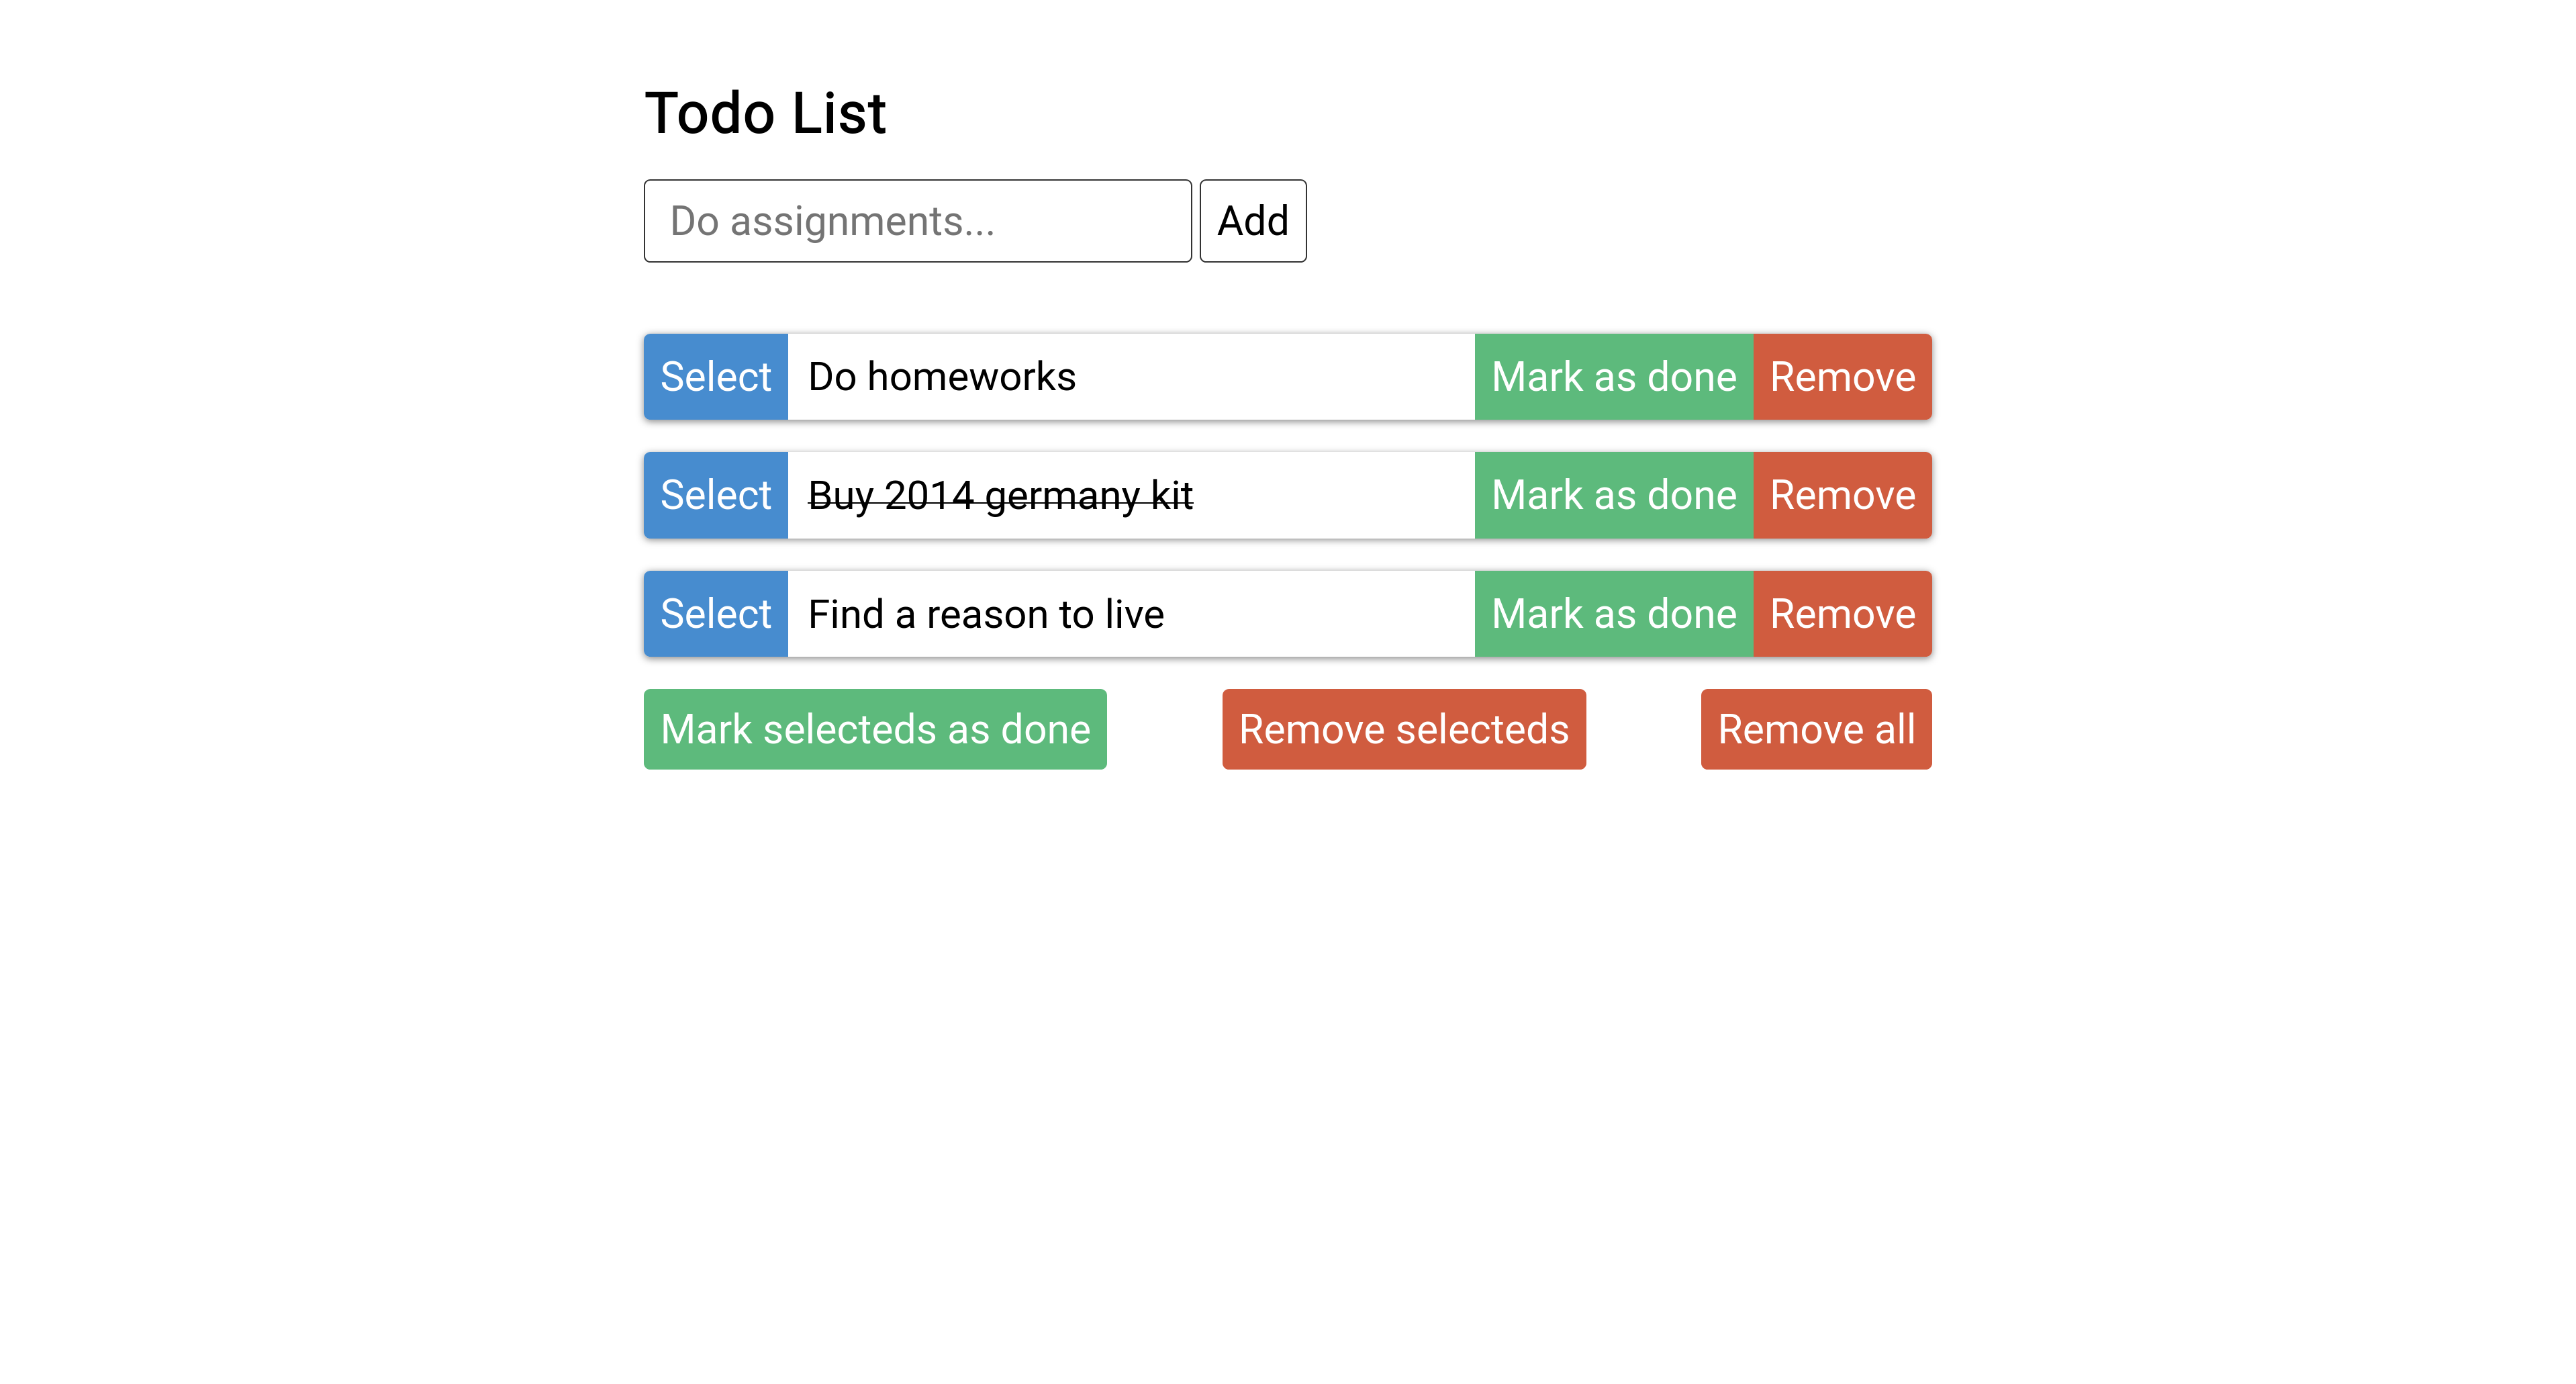 Todo List
Do assignments...
Add
Select Do homeworks Mark as done Remove
Select Buy 2014 germany kit Mark as done Remove
Select Find a reason to live Mark as done Remove
Mark selecteds as done Remove selecteds Remove all